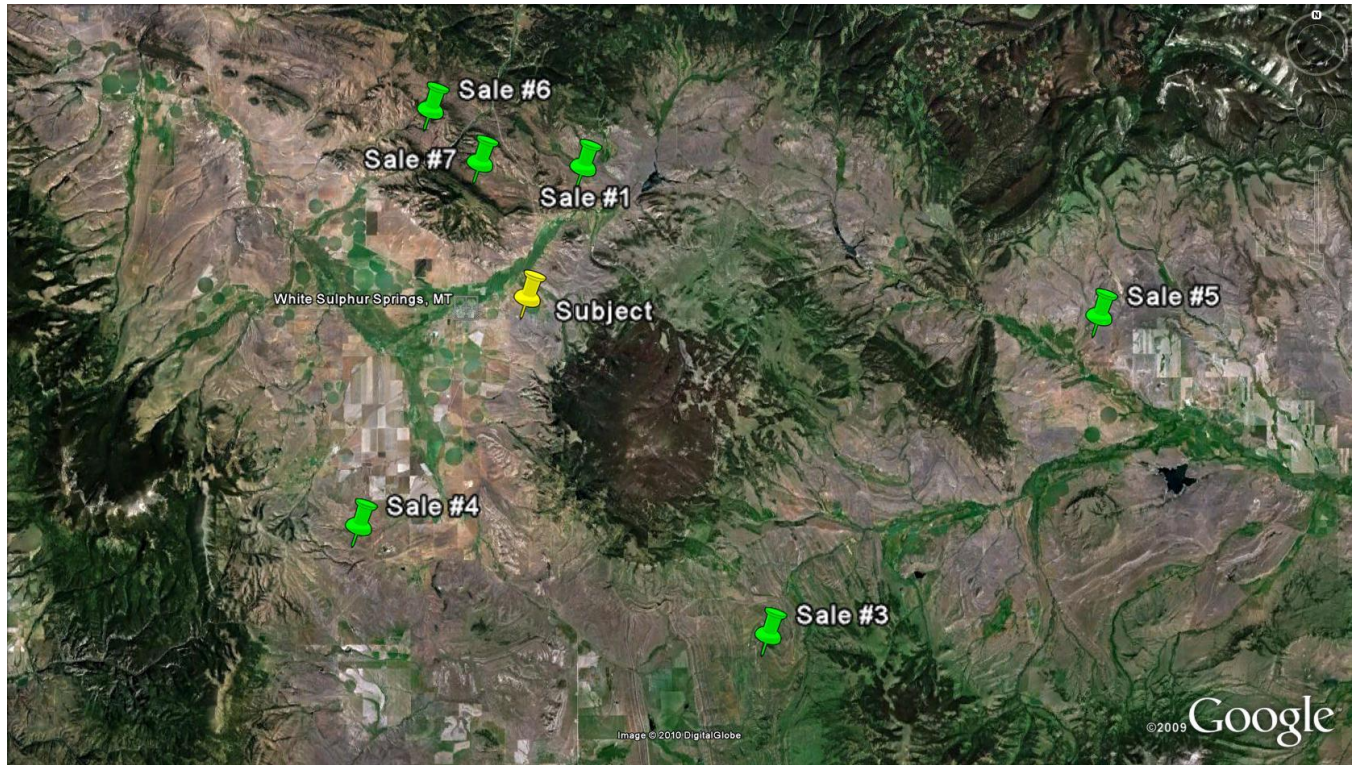 N
Sale #6
Sale #7
Sale #1
White Sulphur Springs, MT
Subject
Sale #5
Sale #4
Sale #3
Image © 2010 DigitalGlobe
©2009 Google